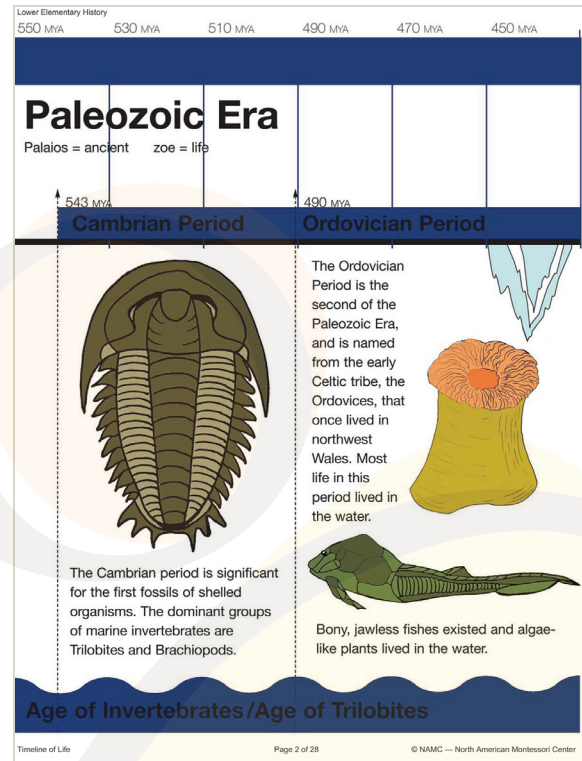 Lower Elementary History
550 MYA 530 MYA 510 MYA 490 MYA 470 MYA 450 MYA
Paleozoic Era
Palaios = ancient zoe = life
543 MYA
490 MYA
Cambrian Period
Ordovician Period
The Ordovician
Period is the
second of the
Paleozoic Era,
and is named
from the early
Celtic tribe, the
Ordovices, that
once lived in
northwest
Wales. Most
life in this
period lived in
the water.
The Cambrian period is significant
for the first fossils of shelled
organisms. The dominant groups
of marine invertebrates are
Trilobites and Brachiopods.
Bony, jawless fishes existed and algae-
like plants lived in the water.
Age of Invertebrates/Age of Trilobites
Timeline of Life Page 2 of 28 © NAMC — North American Montessori Center